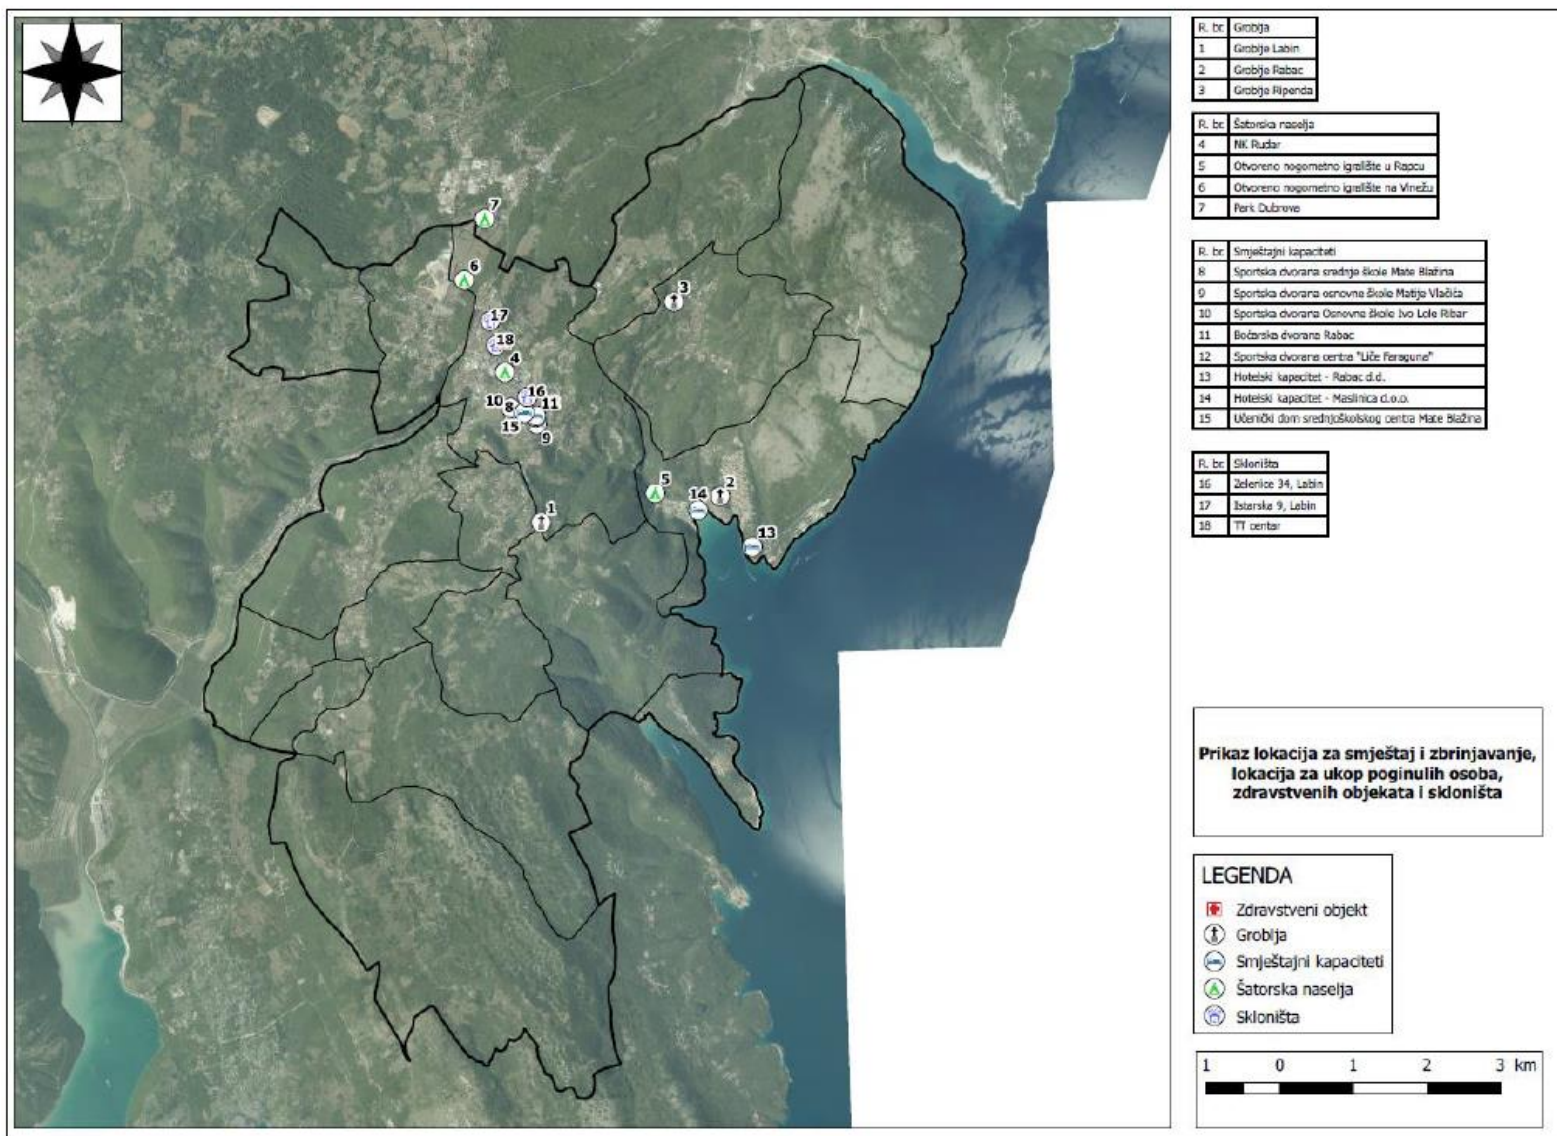 R. br. Groblja
1 Groblje Labin
2 Groblje Rabac
3 Groblje Ripenda
R. br. Šatorska naselja
4 NK Rudar
5 Otvoreno nogometno igralište u Rapcu
6 Otvoreno nogometno igralište na Vinežu
7 Park Dubrova
R. br. Smještajni kapaciteti
8 Sportska dvorana srednje škole Mate Blažina
9 Sportska dvorana osnovne škole Matije Vlačića
10 Sportska dvorana Osnovne škole Ivo Lole Ribar
11 Boćarska dvorana Rabac
12 Sportska dvorana centra "Liče Faraguna"
13 Hotelski kapacitet - Rabac d.d.
14 Hotelski kapacitet - Maslinica d.o.o.
15 Učenički dom srednjoškolskog centra Mate Blažina
R. br. Skloništa
16 Zelenice 34, Labin
17 Istarska 9, Labin
18 TT centar
7
6
3
17
18
4
16
10
8
11
15
9
5
14
2
1
13
Prikaz lokacija za smještaj i zbrinjavanje,
lokacija za ukop poginulih osoba,
zdravstvenih objekata i skloništa
LEGENDA
Zdravstveni objekt
Groblja
Smještajni kapaciteti
Šatorska naselja
Skloništa
1 0 1 2 3 km